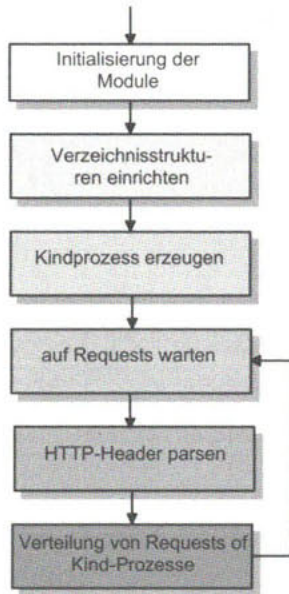 Initialisierung der
Module
Verzeichnisstruktu-
ren einrichten
Kindprozess erzeugen
auf Requests warten
HTTP-Header parsen
Verteilung von Requests of
Kind-Prozesse